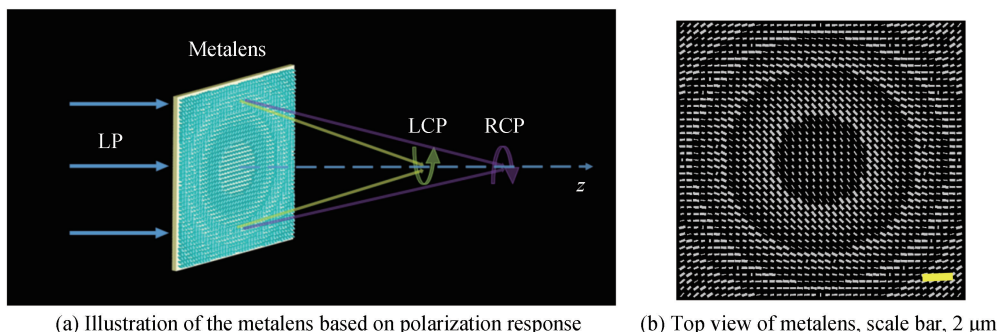 Metalens
LP
LCP
RCP
z
(a) Illustration of the metalens based on polarization response
(b) Top view of metalens, scale bar, 2 μm